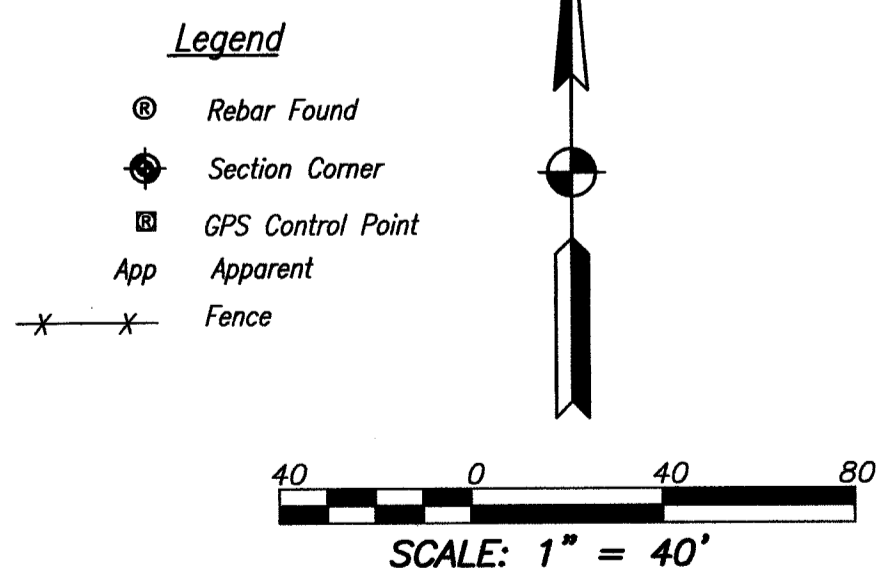 Legend
R Rebar Found
Section Corner
R GPS Control Point
App Apparent
X X Fence
40 0 40 80
SCALE: 1" = 40'